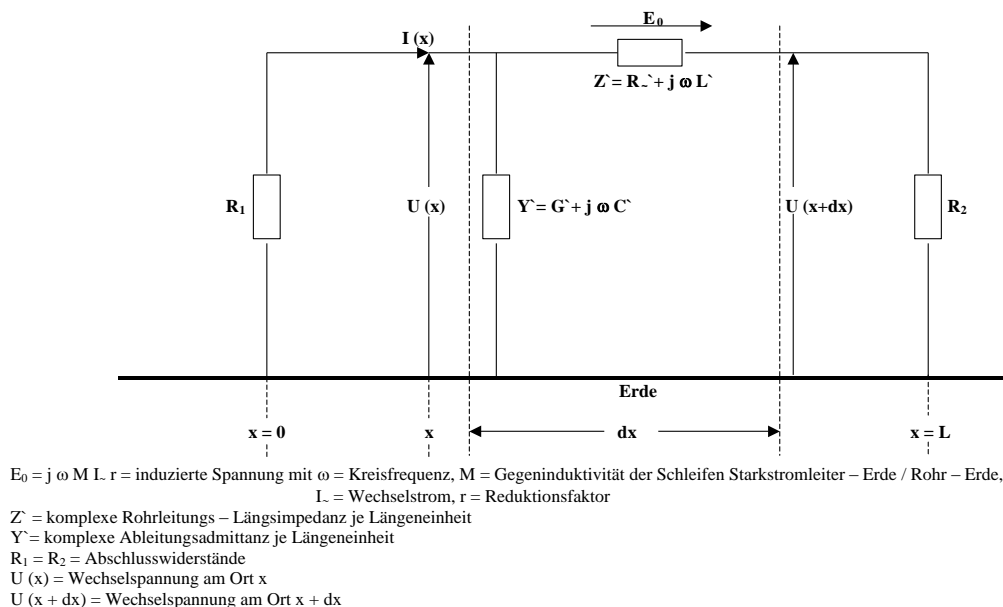 E₀
I (x)
Z` = R~` + j ω L`
R₁
U (x)
Y` = G` + j ω C`
U (x+dx)
R₂
Erde
x = 0
x
dx
x = L
E₀ = j ω M I~ r = induzierte Spannung mit ω = Kreisfrequenz, M = Gegeninduktivität der Schleifen Starkstromleiter – Erde / Rohr – Erde,
I~ = Wechselstrom, r = Reduktionsfaktor
Z` = komplexe Rohrleitungs – Längsimpedanz je Längeneinheit
Y` = komplexe Ableitungsadmittanz je Längeneinheit
R₁ = R₂ = Abschlusswiderstände
U (x) = Wechselspannung am Ort x
U (x + dx) = Wechselspannung am Ort x + dx